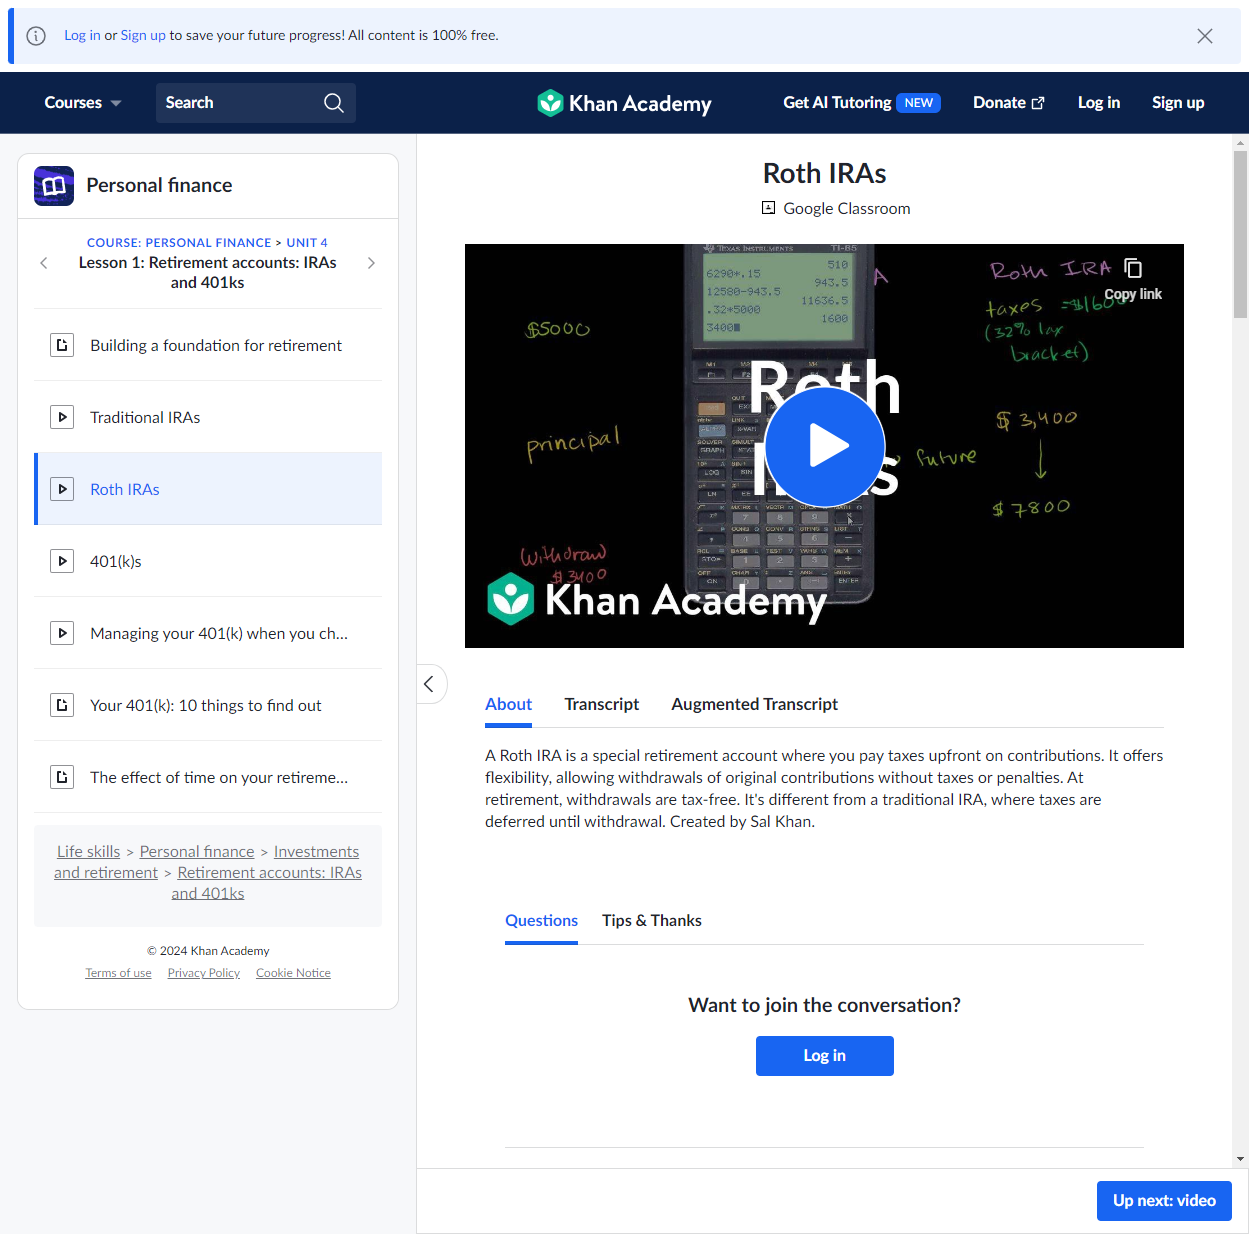 Log in or Sign up to save your future progress! All content is 100% free.
Courses
Search
Khan Academy
Get AI Tutoring NEW
Donate
Log in
Sign up
Personal finance
COURSE: PERSONAL FINANCE > UNIT 4
Lesson 1: Retirement accounts: IRAs
and 401ks
Building a foundation for retirement
Traditional IRAs
Roth IRAs
401(k)s
Managing your 401(k) when you ch...
Your 401(k): 10 things to find out
The effect of time on your retireme...
Life skills > Personal finance > Investments
and retirement > Retirement accounts: IRAs
and 401ks
© 2024 Khan Academy
Terms of use Privacy Policy Cookie Notice
Roth IRAs
Google Classroom
TEXAS INSTRUMENTS TI-85
510
6290*.15
943.5
12580-943.5
11636.5
.32*5000
1600
3400
$5000
principal
withdraw
$3400
Roth IRA
Copy link
taxes = $1600
(32% tax
bracket)
$3,400
future
$7800
Roth
Khan Academy
About Transcript Augmented Transcript
A Roth IRA is a special retirement account where you pay taxes upfront on contributions. It offers
flexibility, allowing withdrawals of original contributions without taxes or penalties. At
retirement, withdrawals are tax-free. It's different from a traditional IRA, where taxes are
deferred until withdrawal. Created by Sal Khan.
Questions Tips & Thanks
Want to join the conversation?
Log in
Up next: video